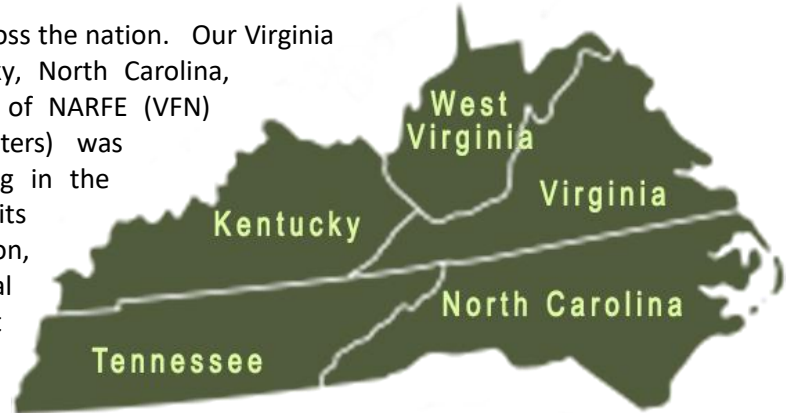 oss the nation. Our Virginia
ky, North Carolina,
of NARFE (VFN)
ters) was
g in the
its
on,
al
West
Virginia
Virginia
Kentucky
North Carolina
Tennessee